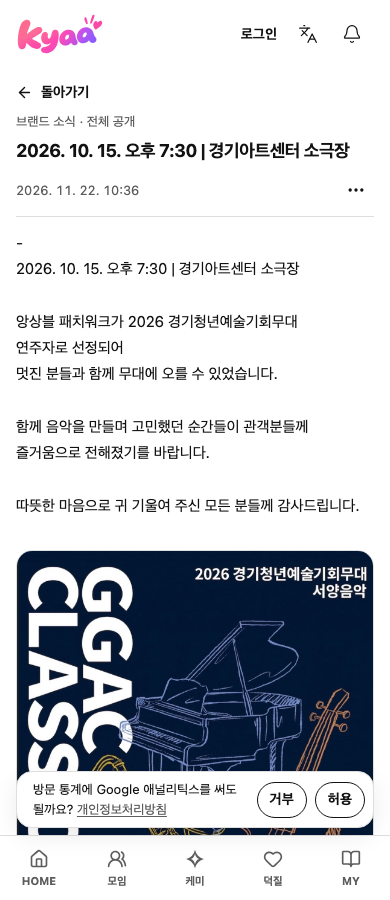 kyaa
로그인
돌아가기
브랜드 소식 · 전체 공개
2026. 10. 15. 오후 7:30 | 경기아트센터 소극장
2026. 11. 22. 10:36
-
2026. 10. 15. 오후 7:30 | 경기아트센터 소극장
앙상블 패치워크가 2026 경기청년예술기회무대
연주자로 선정되어
멋진 분들과 함께 무대에 오를 수 있었습니다.
함께 음악을 만들며 고민했던 순간들이 관객분들께
즐거움으로 전해졌기를 바랍니다.
따뜻한 마음으로 귀 기울여 주신 모든 분들께 감사드립니다.
2026 경기청년예술기회무대
서양음악
GGAC
CLASS
방문 통계에 Google 애널리틱스를 써도
될까요? 개인정보처리방침
거부
허용
HOME
모임
케미
덕질
MY